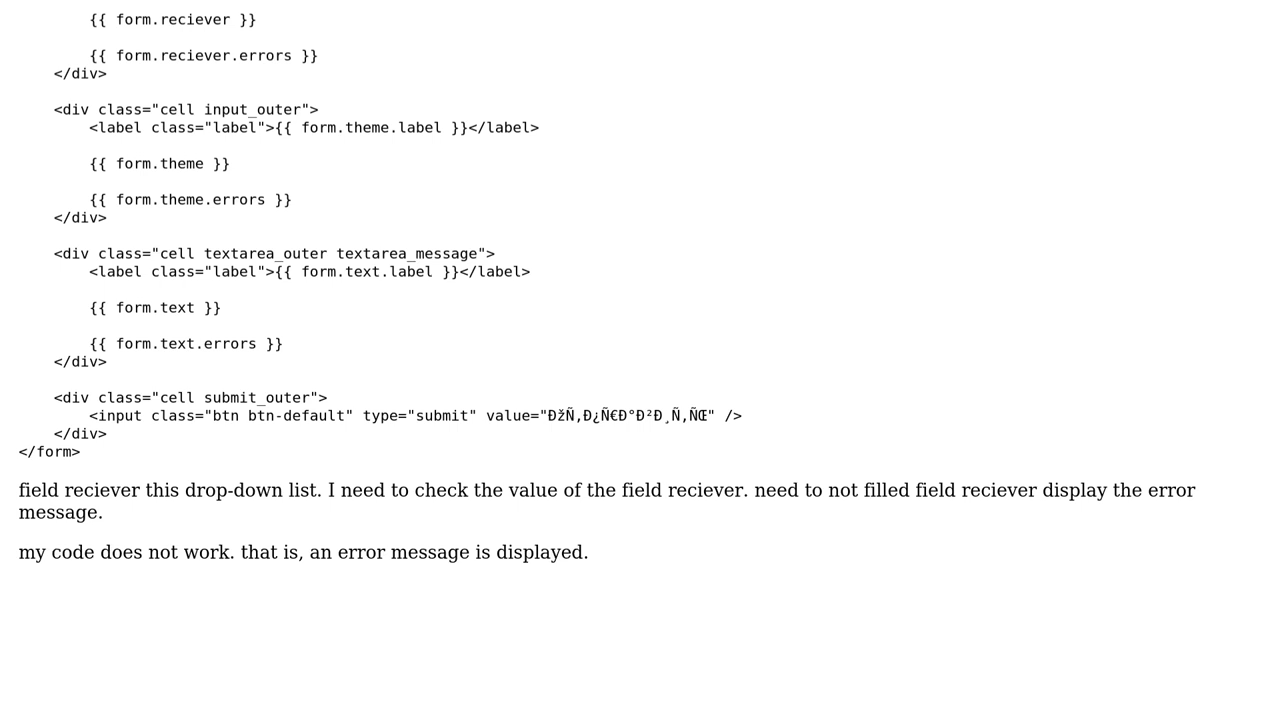 {{ form.reciever }}
{{ form.reciever.errors }}
</div>
<div class="cell input_outer">
<label class="label">{{ form.theme.label }}</label>
{{ form.theme }}
{{ form.theme.errors }}
</div>
<div class="cell textarea_outer textarea_message">
<label class="label">{{ form.text.label }}</label>
{{ form.text }}
{{ form.text.errors }}
</div>
<div class="cell submit_outer">
<input class="btn btn-default" type="submit" value="ÐžÑ‚Ð¿Ñ€Ð°Ð²Ð¸Ñ‚ÑŒ" />
</div>
</form>
field reciever this drop-down list. I need to check the value of the field reciever. need to not filled field reciever display the error
message.
my code does not work. that is, an error message is displayed.